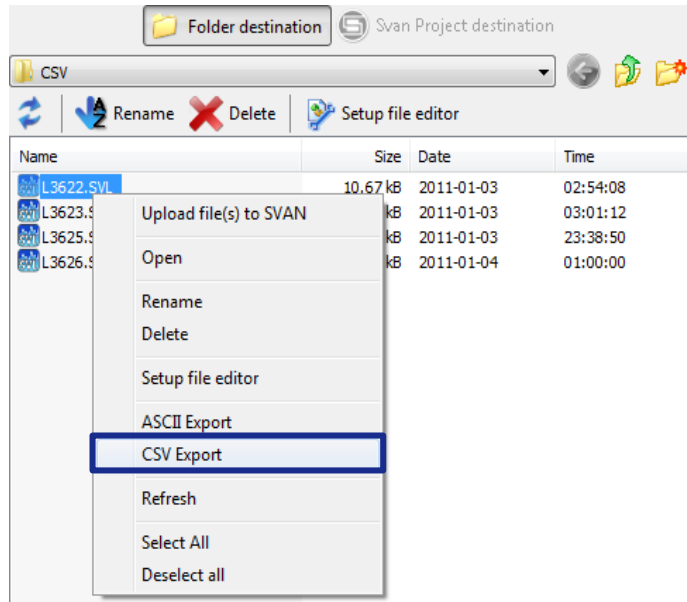 Folder destination Svan Project destination
CSV
Rename Delete Setup file editor
Name Size Date Time
L3622.SVL 10.67 kB 2011-01-03 02:54:08
L3623.S kB 2011-01-03 03:01:12
L3625.S kB 2011-01-03 23:38:50
L3626.S kB 2011-01-04 01:00:00
Upload file(s) to SVAN
Open
Rename
Delete
Setup file editor
ASCII Export
CSV Export
Refresh
Select All
Deselect all